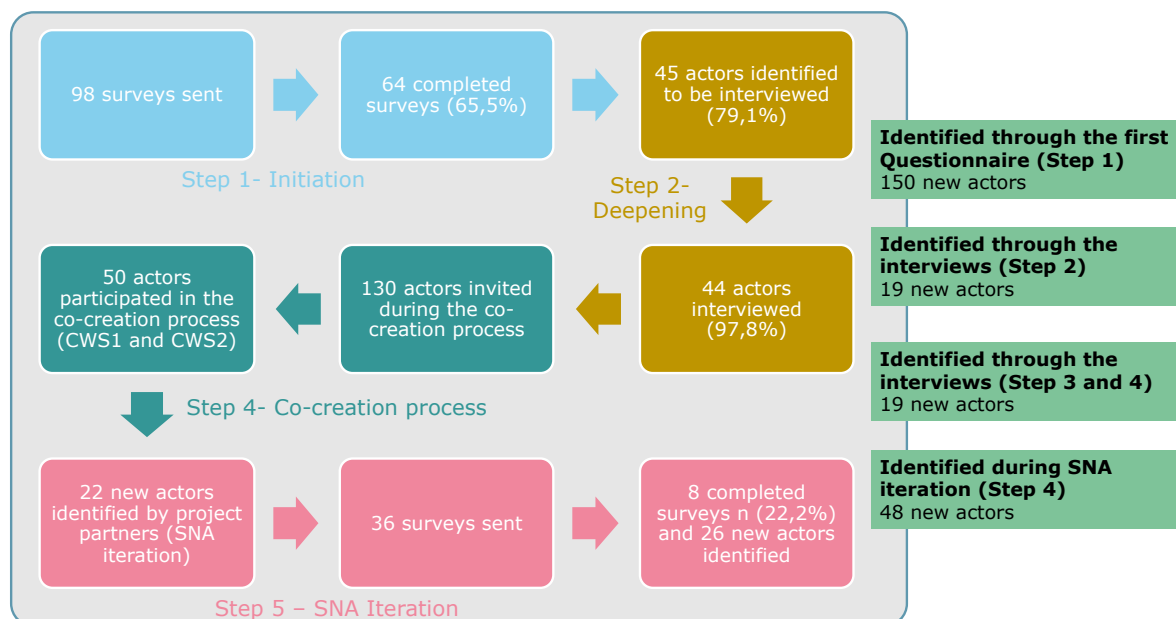 98 surveys sent
64 completed
surveys (65,5%)
45 actors identified
to be interviewed
(79,1%)
Step 1- Initiation
Step 2-
Deepening
50 actors
participated in the
co-creation process
(CWS1 and CWS2)
130 actors invited
during the co-
creation process
44 actors
interviewed
(97,8%)
Step 4- Co-creation process
22 new actors
identified by project
partners (SNA
iteration)
36 surveys sent
8 completed
surveys n (22,2%)
and 26 new actors
identified
Step 5 – SNA Iteration
Identified through the first
Questionnaire (Step 1)
150 new actors
Identified through the
interviews (Step 2)
19 new actors
Identified through the
interviews (Step 3 and 4)
19 new actors
Identified during SNA
iteration (Step 4)
48 new actors